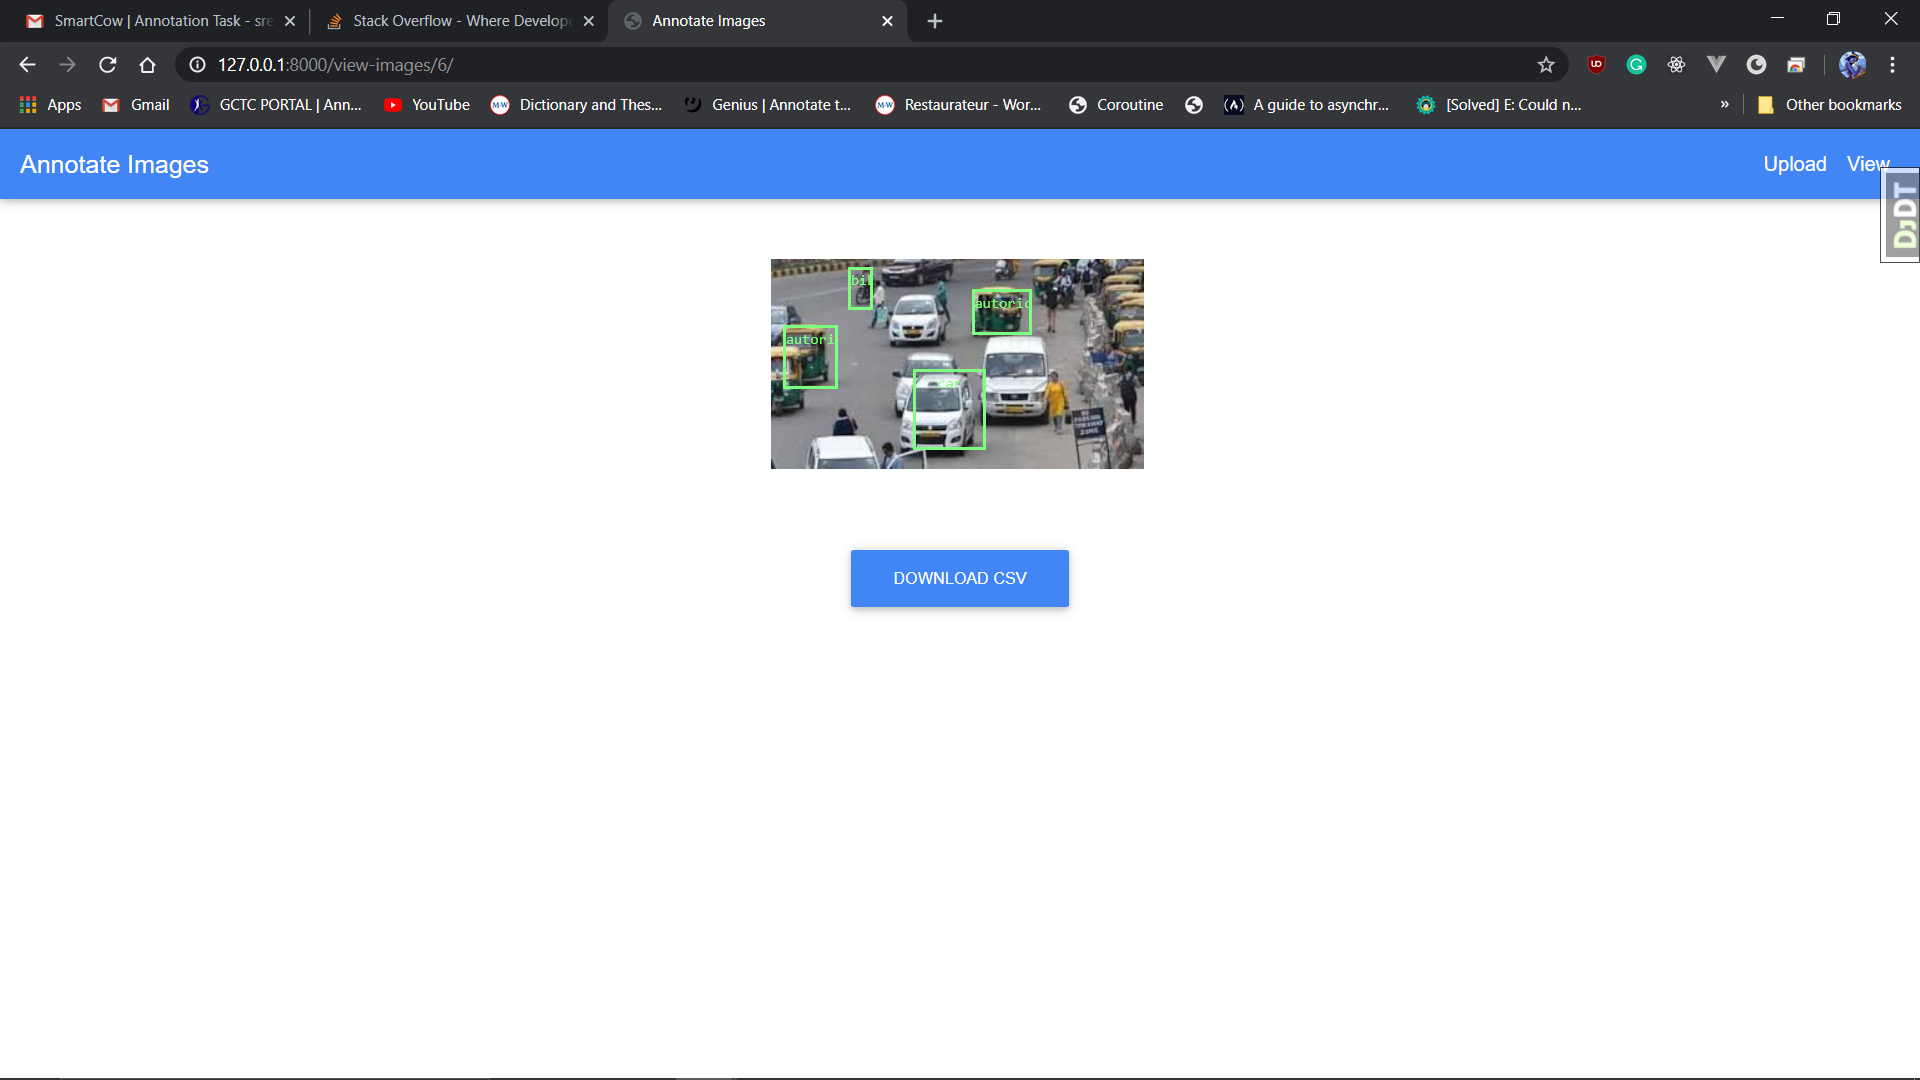 SmartCow | Annotation Task - sre
Stack Overflow - Where Develope
Annotate Images
127.0.0.1:8000/view-images/6/
Apps
Gmail
GCTC PORTAL | Ann...
YouTube
Dictionary and Thes...
Genius | Annotate t...
Restaurateur - Wor...
Coroutine
A guide to asynchr...
[Solved] E: Could n...
»
Other bookmarks
Annotate Images
Upload
View
DjDT
bi
autoric
autori
car
DOWNLOAD CSV